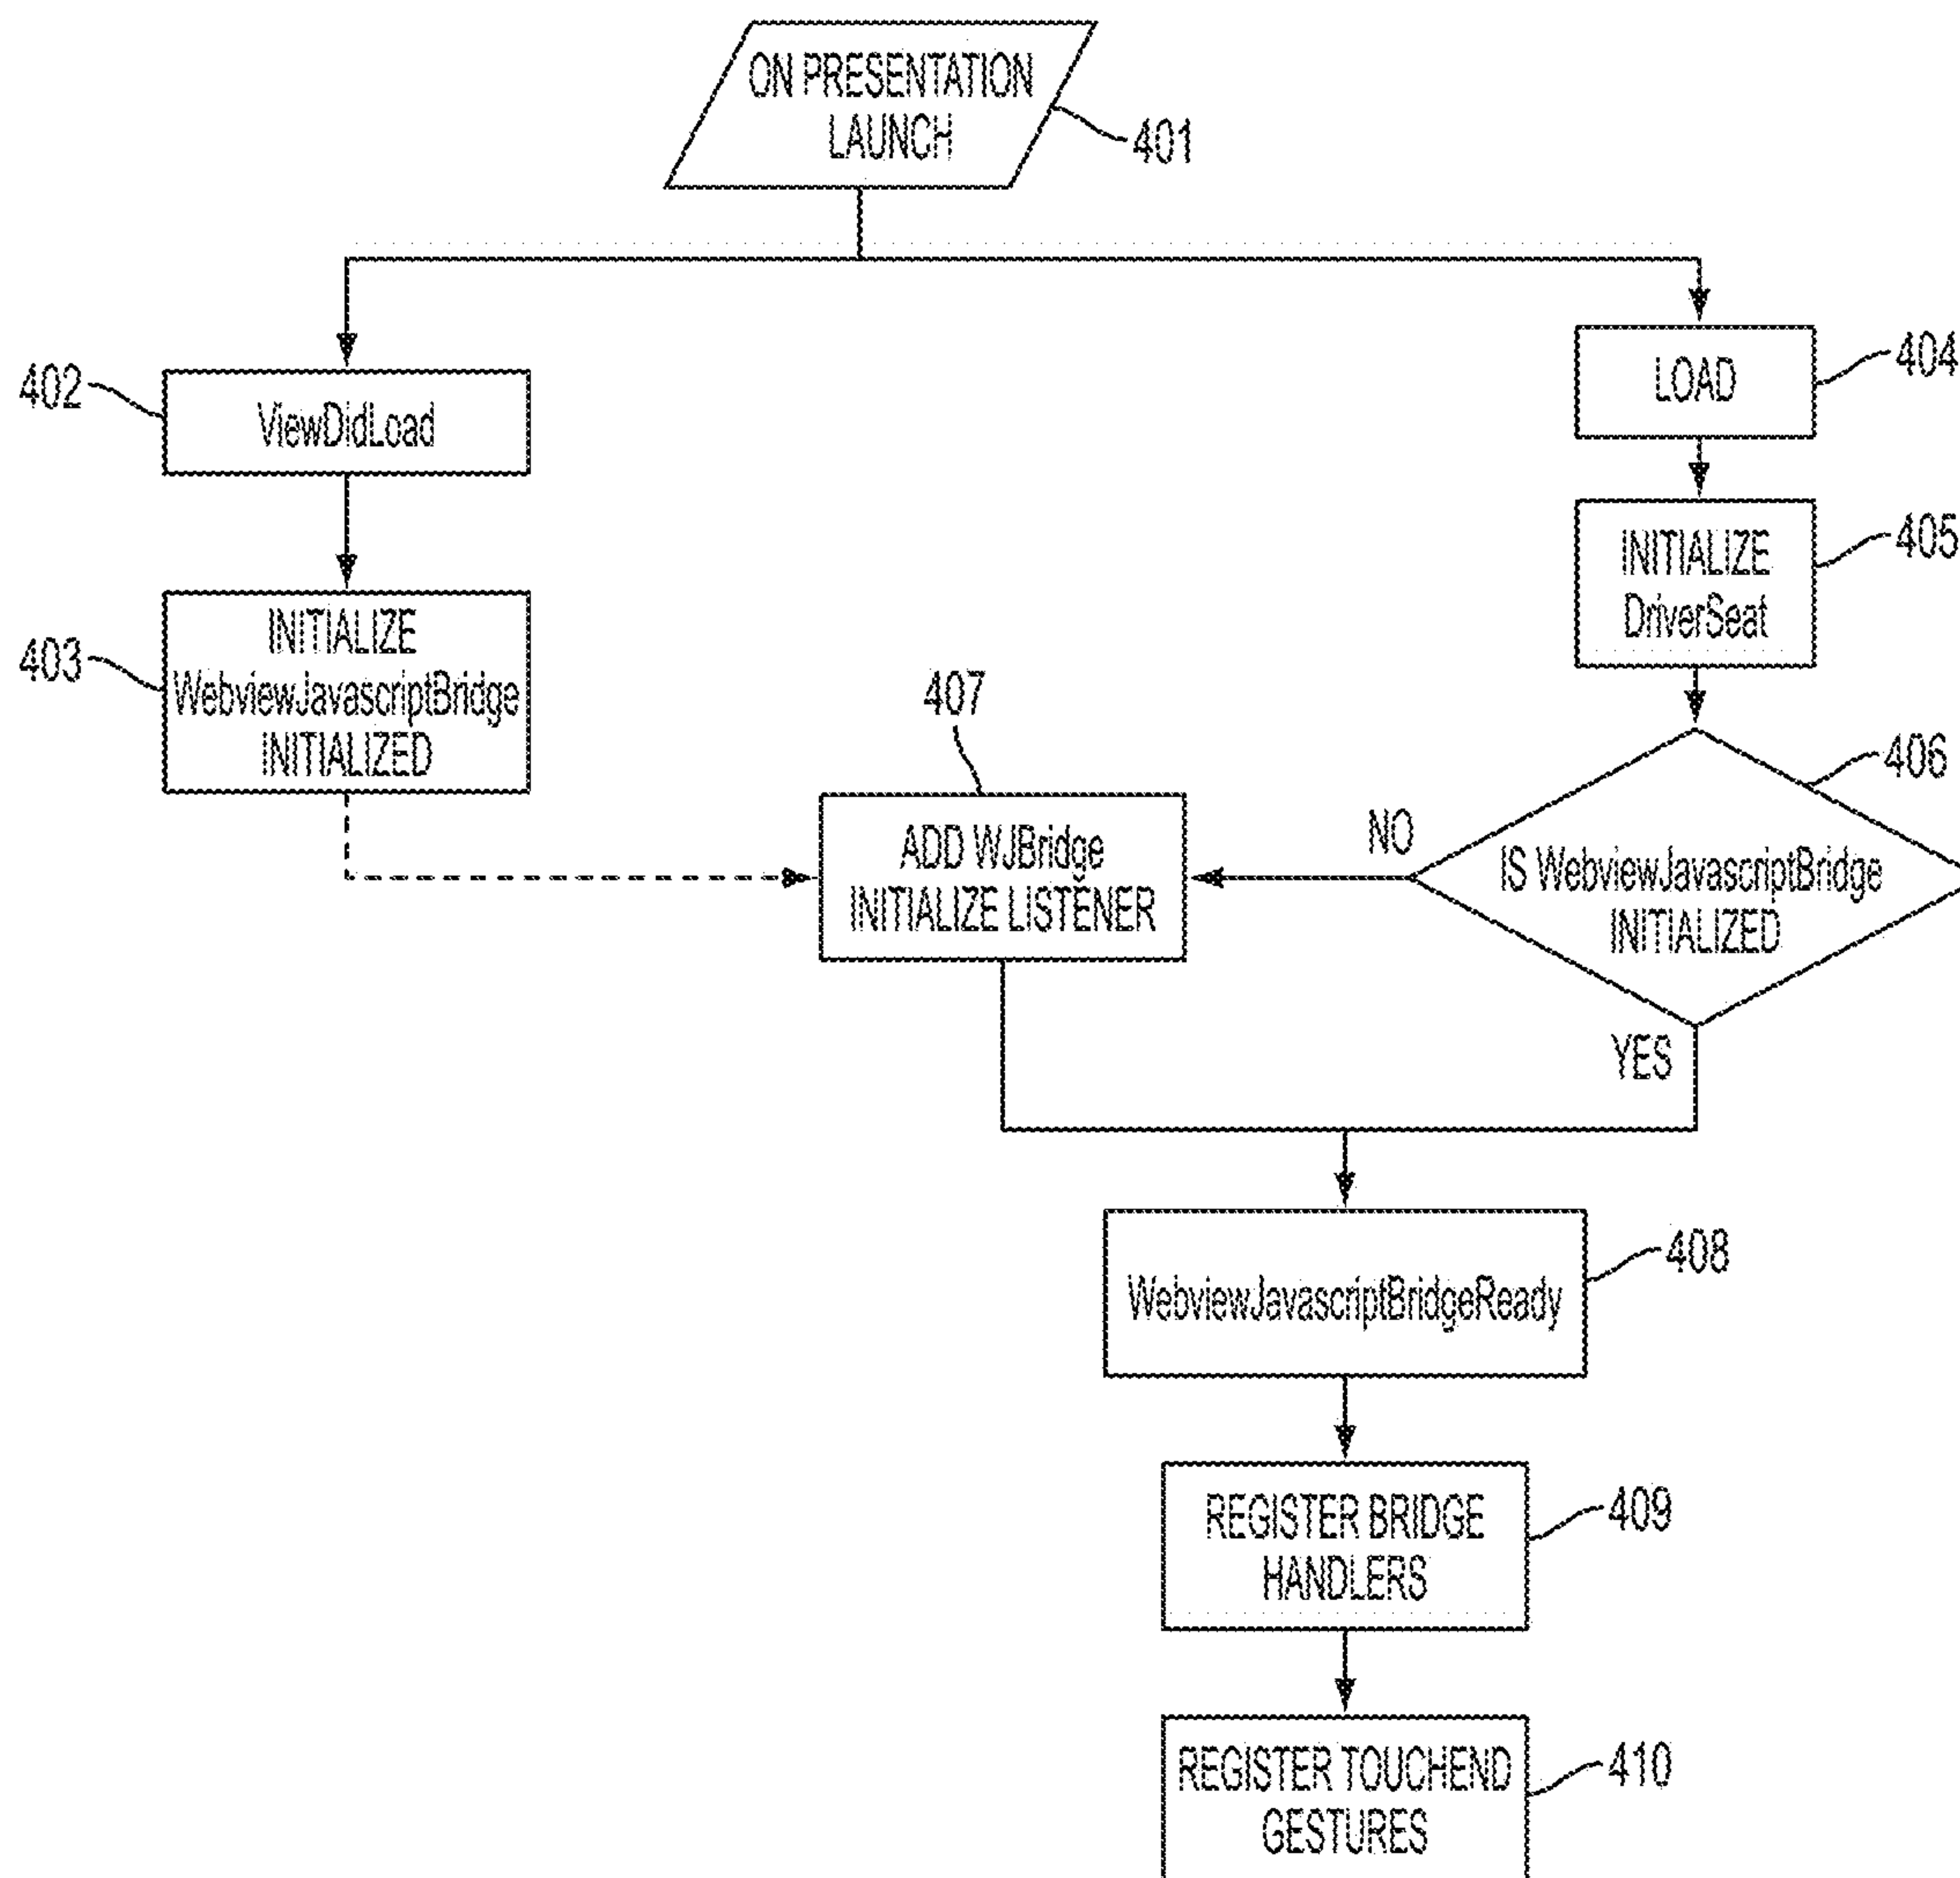 ON PRESENTATION
LAUNCH
401
402
ViewDidLoad
404
LOAD
405
INITIALIZE
DriverSeat
403
INITIALIZE
WebviewJavascriptBridge
INITIALIZED
406
IS WebviewJavascriptBridge
INITIALIZED
NO
YES
407
ADD WJBridge
INITIALIZE LISTENER
408
WebviewJavascriptBridgeReady
409
REGISTER BRIDGE
HANDLERS
410
REGISTER TOUCHEND
GESTURES